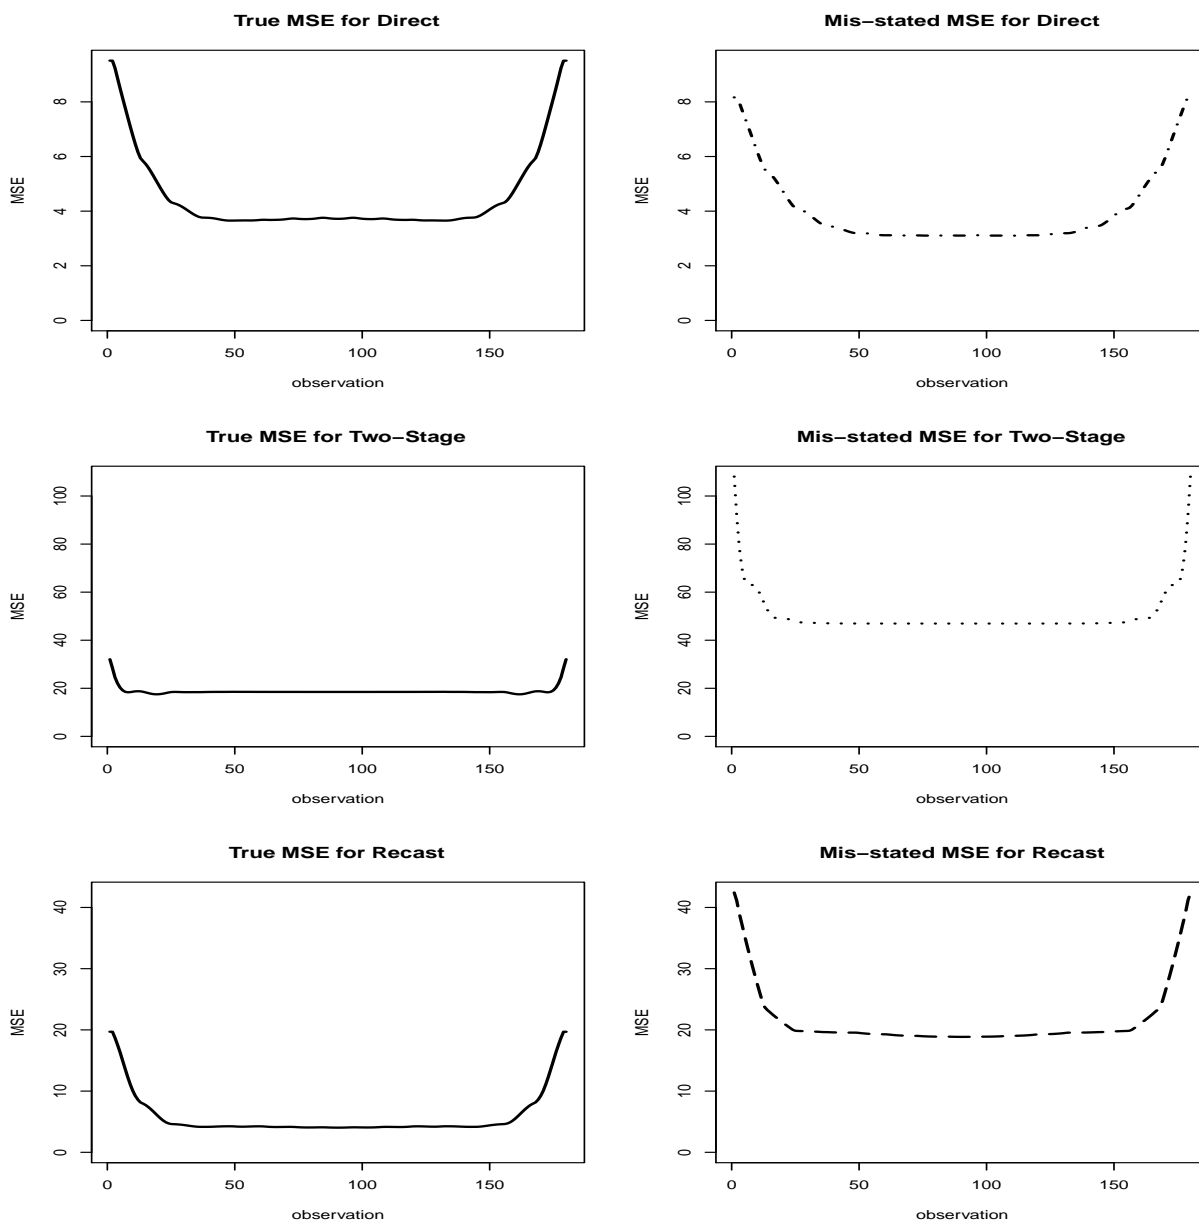 True MSE for Direct
Mis−stated MSE for Direct
MSE
0 2 4 6 8
0 50 100 150
observation
MSE
0 2 4 6 8
0 50 100 150
observation
True MSE for Two−Stage
Mis−stated MSE for Two−Stage
MSE
0 20 40 60 80 100
0 50 100 150
observation
MSE
0 20 40 60 80 100
0 50 100 150
observation
True MSE for Recast
Mis−stated MSE for Recast
MSE
0 10 20 30 40
0 50 100 150
observation
MSE
0 10 20 30 40
0 50 100 150
observation